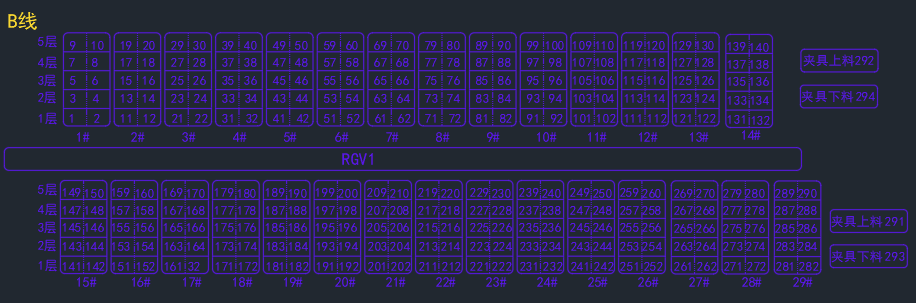 B线
5层 9 10 19 20 29 30 39 40 49 50 59 60 69 70 79 80 89 90 99 100 109 110 119 120 129 130 139 140
4层 7 8 17 18 27 28 37 38 47 48 57 58 67 68 77 78 87 88 97 98 107 108 117 118 127 128 137 138 夹具上料292
3层 5 6 15 16 25 26 35 36 45 46 55 56 65 66 75 76 85 86 95 96 105 106 115 116 125 126 135 136
2层 3 4 13 14 23 24 33 34 43 44 53 54 63 64 73 74 83 84 93 94 103 104 113 114 123 124 133 134 夹具下料294
1层 1 2 11 12 21 22 31 32 41 42 51 52 61 62 71 72 81 82 91 92 101 102 111 112 121 122 131 132
1# 2# 3# 4# 5# 6# 7# 8# 9# 10# 11# 12# 13# 14#
RGV1
5层 149 150 159 160 169 170 179 180 189 190 199 200 209 210 219 220 229 230 239 240 249 250 259 260 269 270 279 280 289 290
4层 147 148 157 158 167 168 177 178 187 188 197 198 207 208 217 218 227 228 237 238 247 248 257 258 267 268 277 278 287 288 夹具上料291
3层 145 146 155 156 165 166 175 176 185 186 195 196 205 206 215 216 225 226 235 236 245 246 255 256 265 266 275 276 285 286
2层 143 144 153 154 163 164 173 174 183 184 193 194 203 204 213 214 223 224 233 234 243 244 253 254 263 264 273 274 283 284 夹具下料293
1层 141 142 151 152 161 32 171 172 181 182 191 192 201 202 211 212 221 222 231 232 241 242 251 252 261 262 271 272 281 282
15# 16# 17# 18# 19# 20# 21# 22# 23# 24# 25# 26# 27# 28# 29#